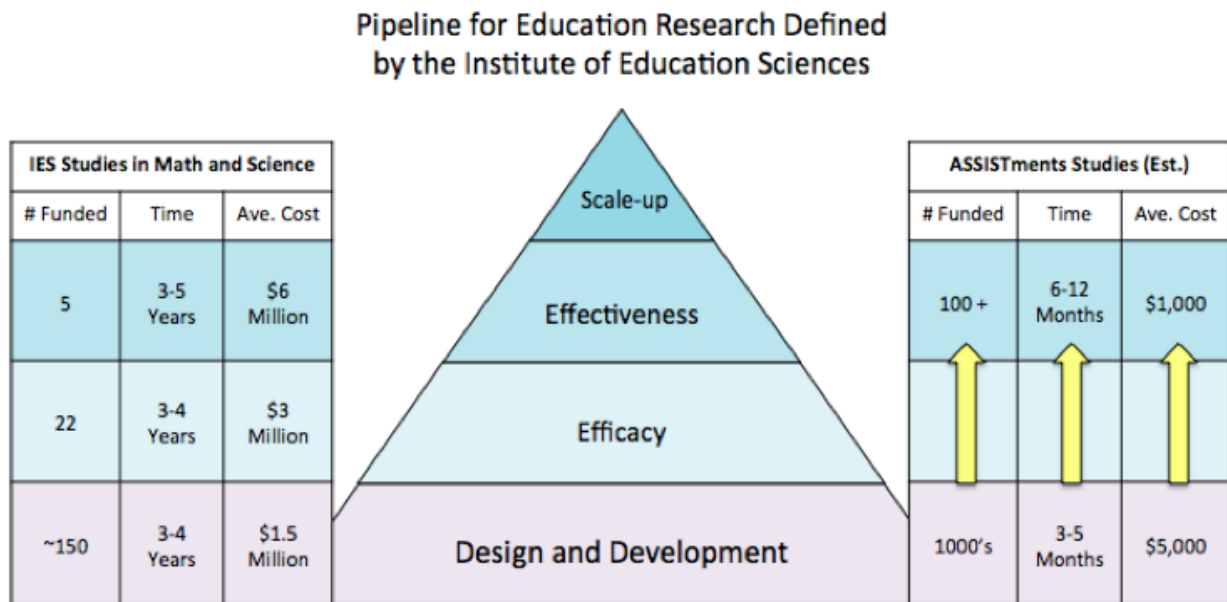 Pipeline for Education Research Defined
by the Institute of Education Sciences
IES Studies in Math and Science
# Funded Time Ave. Cost
5 3-5 Years $6 Million
22 3-4 Years $3 Million
~150 3-4 Years $1.5 Million
Scale-up
Effectiveness
Efficacy
Design and Development
ASSISTments Studies (Est.)
# Funded Time Ave. Cost
100 + 6-12 Months $1,000
1000's 3-5 Months $5,000